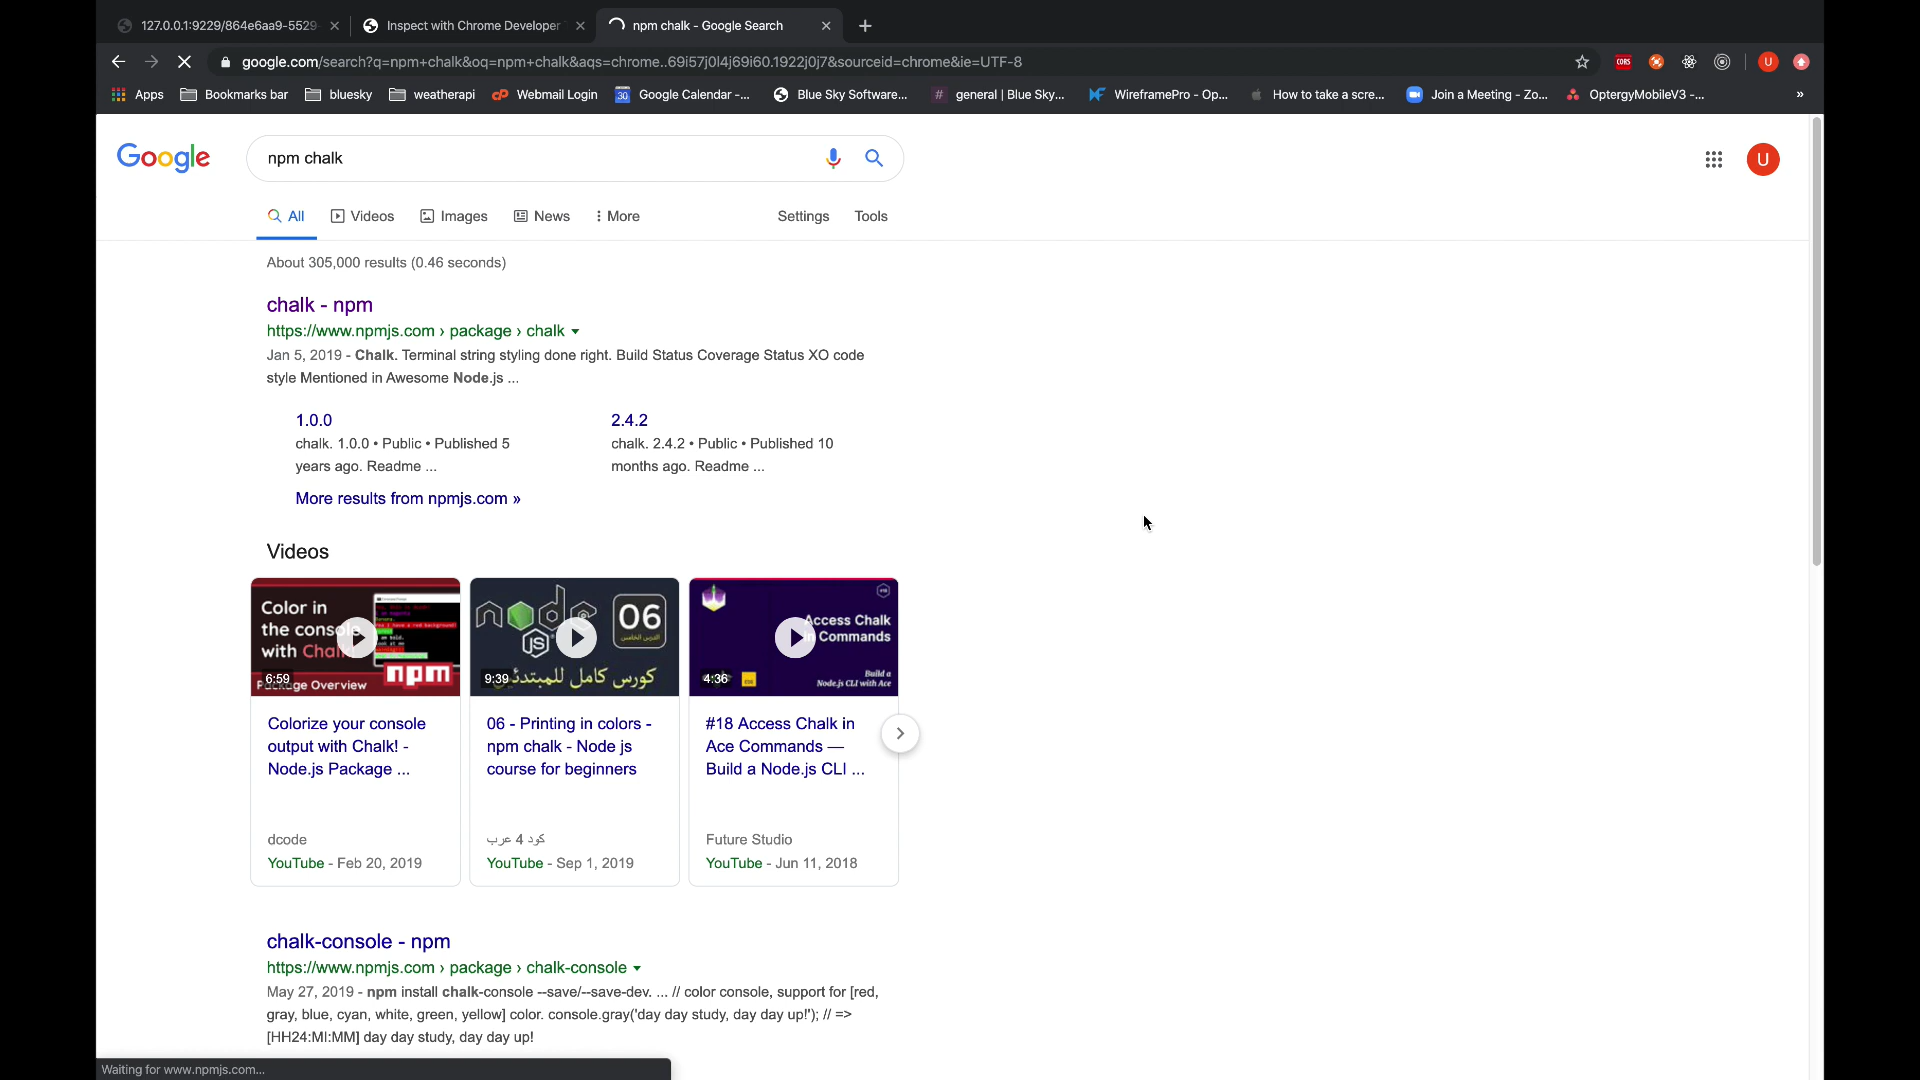 127.0.0.1:9229/864e6aa9-5529-
Inspect with Chrome Developer
npm chalk - Google Search
google.com/search?q=npm+chalk&oq=npm+chalk&aqs=chrome..69i57j0l4j69i60.1922j0j7&sourceid=chrome&ie=UTF-8
CORS
U
Apps
Bookmarks bar
bluesky
weatherapi
cP
Webmail Login
30
Google Calendar -...
Blue Sky Software...
#
general | Blue Sky...
WireframePro - Op...
How to take a scre...
Join a Meeting - Zo...
OptergyMobileV3 -...
»
Google
npm chalk
U
All
Videos
Images
News
More
Settings
Tools
About 305,000 results (0.46 seconds)
chalk - npm
https://www.npmjs.com › package › chalk
Jan 5, 2019 - Chalk. Terminal string styling done right. Build Status Coverage Status XO code
style Mentioned in Awesome Node.js ...
1.0.0
chalk. 1.0.0 • Public • Published 5
years ago. Readme ...
2.4.2
chalk. 2.4.2 • Public • Published 10
months ago. Readme ...
More results from npmjs.com »
Videos
Color in
the console
with Chalk
npm
6:59
Package Overview
node
JS
06
الدرس الخامس
9:39
كورس كامل للمبتدئين
Access Chalk
in Commands
4:36
Build a
Node.js CLI with Ace
Colorize your console
output with Chalk! -
Node.js Package ...
dcode
YouTube - Feb 20, 2019
06 - Printing in colors -
npm chalk - Node js
course for beginners
كود 4 عرب
YouTube - Sep 1, 2019
#18 Access Chalk in
Ace Commands —
Build a Node.js CLI ...
Future Studio
YouTube - Jun 11, 2018
chalk-console - npm
https://www.npmjs.com › package › chalk-console
May 27, 2019 - npm install chalk-console --save/--save-dev. ... // color console, support for [red,
gray, blue, cyan, white, green, yellow] color. console.gray('day day study, day day up!'); // =>
[HH24:MI:MM] day day study, day day up!
Waiting for www.npmjs.com...